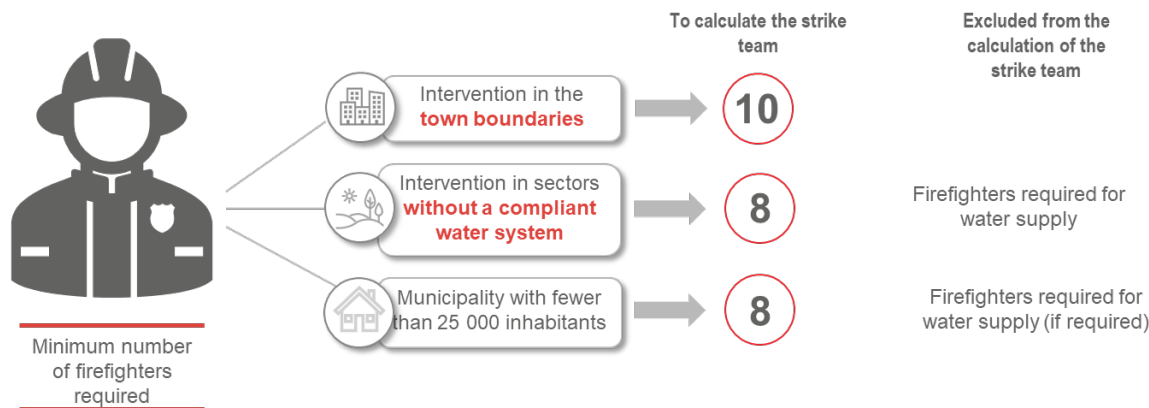 To calculate the strike
team
Excluded from the
calculation of the
strike team
Intervention in the
town boundaries
10
Intervention in sectors
without a compliant
water system
8
Firefighters required for
water supply
Municipality with fewer
than 25 000 inhabitants
8
Firefighters required for
water supply (if required)
Minimum number
of firefighters
required